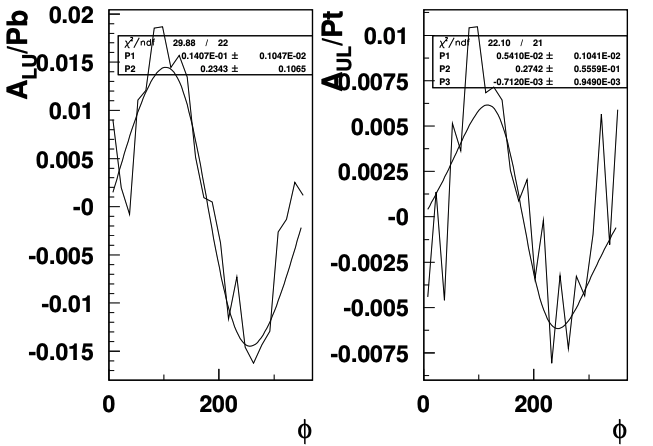 A_LU/Pb
0.02
0.015
0.01
0.005
-0
-0.005
-0.01
-0.015
χ²/ndf 29.88 / 22
P1 0.1407E-01 ± 0.1047E-02
P2 0.2343 ± 0.1065
0 200
ϕ
A_UL/Pt
0.01
0.0075
0.005
0.0025
-0
-0.0025
-0.005
-0.0075
χ²/ndf 22.10 / 21
P1 0.5410E-02 ± 0.1041E-02
P2 0.2742 ± 0.5559E-01
P3 -0.7120E-03 ± 0.9490E-03
0 200
ϕ